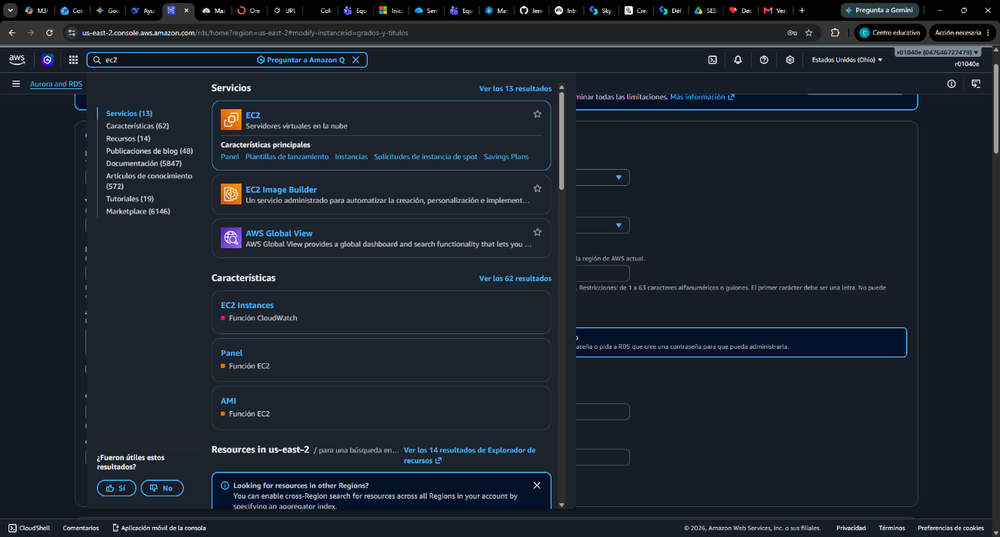 M3
Cor
Goo
Ayu
Mar
Ore
UPL
Col
Equ
Inic
Serv
Equ
Mat
Jere
Intr
Sky
Cre
Défi
SES
Des
Veri
Pregunta a Gemini
us-east-2.console.aws.amazon.com/rds/home?region=us-east-2#modify-instance:id=grados-y-titulos
Centro educativo
Acción necesaria
aws
ec2
Preguntar a Amazon Q
Estados Unidos (Ohio)
r01040e (047646727479)
r01040e
Aurora and RDS
minar todas las limitaciones. Más información
Servicios
Ver los 13 resultados
Servicios (13)
Características (62)
Recursos (14)
Publicaciones de blog (48)
Documentación (5847)
Artículos de conocimiento (572)
Tutoriales (19)
Marketplace (6146)
EC2
Servidores virtuales en la nube
Características principales
Panel Plantillas de lanzamiento Instancias Solicitudes de instancia de spot Savings Plans
EC2 Image Builder
Un servicio administrado para automatizar la creación, personalización e implement...
AWS Global View
AWS Global View provides a global dashboard and search functionality that lets you ...
Características
Ver los 62 resultados
EC2 Instances
Función CloudWatch
Panel
Función EC2
AMI
Función EC2
la región de AWS actual.
. Restricciones: de 1 a 63 caracteres alfanuméricos o guiones. El primer carácter debe ser una letra. No puede
aseña o pida a RDS que cree una contraseña para que pueda administrarla.
Resources in us-east-2 / para una búsqueda en...
Ver los 14 resultados de Explorador de recursos
Looking for resources in other Regions?
You can enable cross-Region search for resources across all Regions in your account by
specifying an aggregator index.
¿Fueron útiles estos
resultados?
Sí
No
CloudShell
Comentarios
Aplicación móvil de la consola
© 2026, Amazon Web Services, Inc. o sus filiales.
Privacidad
Términos
Preferencias de cookies